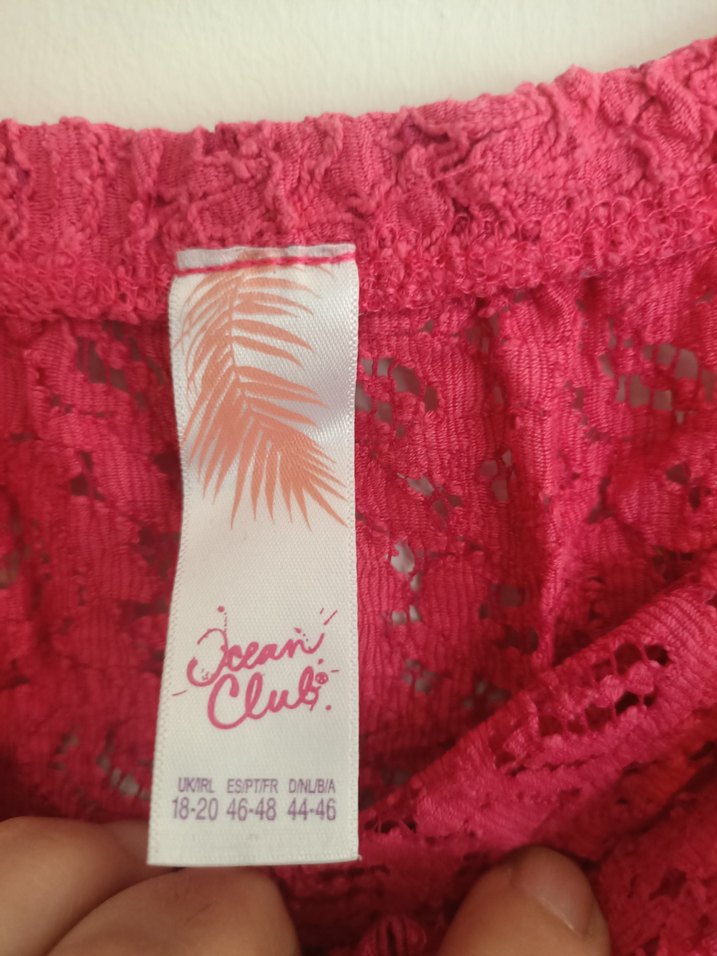 Ocean
Club®
UK/IRL ES/PT/FR D/NL/B/A
18-20 46-48 44-46